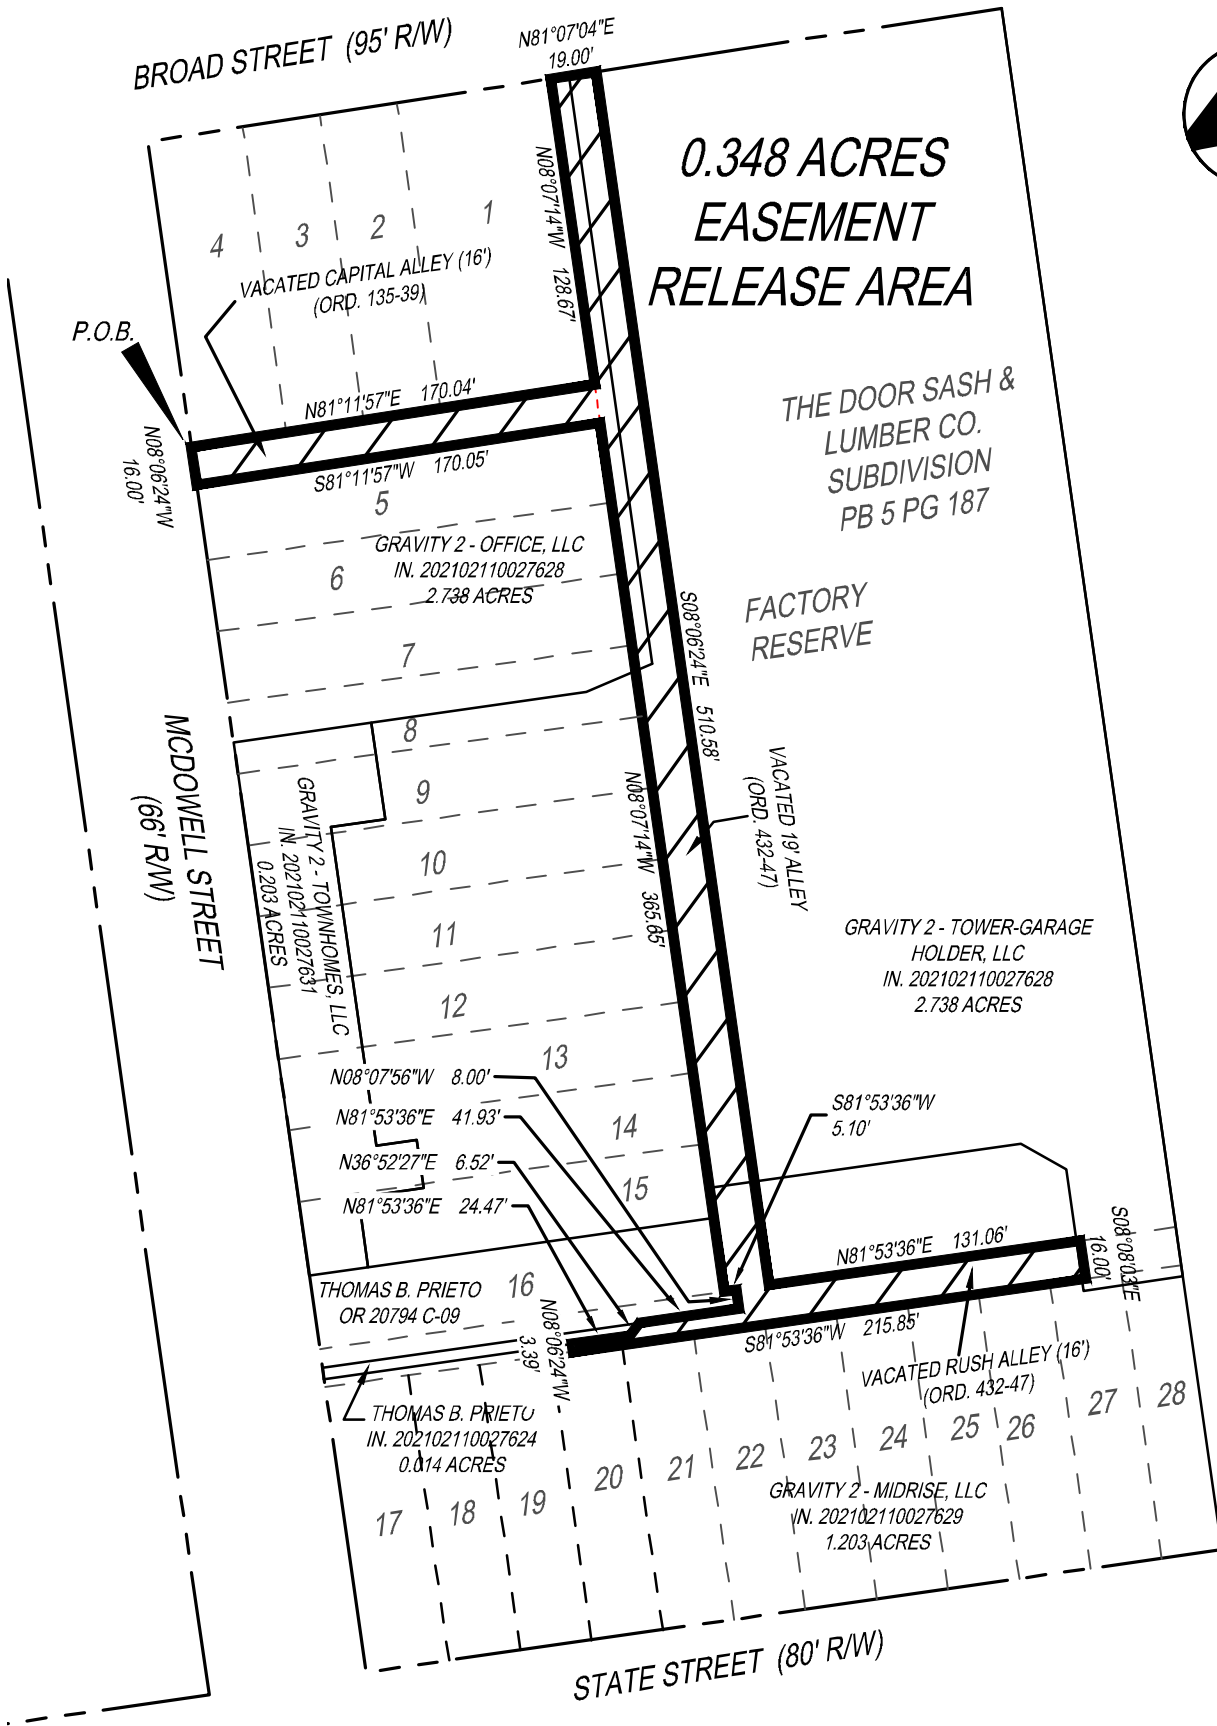 BROAD STREET (95' R/W)
N81°07'04"E
19.00'
0.348 ACRES
EASEMENT
RELEASE AREA
N08°07'14"W 128.67'
4
3
2
1
VACATED CAPITAL ALLEY (16')
(ORD. 135-39)
P.O.B.
N81°11'57"E 170.04'
N08°06'24"W
16.00'
S81°11'57"W 170.05'
THE DOOR SASH &
LUMBER CO.
SUBDIVISION
PB 5 PG 187
5
GRAVITY 2 - OFFICE, LLC
IN. 202102110027628
2.738 ACRES
6
7
FACTORY
RESERVE
S08°06'24"E 510.58'
MCDOWELL STREET
(66' R/W)
8
9
10
11
12
13
14
15
GRAVITY 2 - TOWNHOMES, LLC
IN. 202102110027631
0.203 ACRES
N08°07'14"W 365.65'
VACATED 19' ALLEY
(ORD. 432-47)
GRAVITY 2 - TOWER-GARAGE
HOLDER, LLC
IN. 202102110027628
2.738 ACRES
N08°07'56"W 8.00'
N81°53'36"E 41.93'
N36°52'27"E 6.52'
N81°53'36"E 24.47'
S81°53'36"W
5.10'
N81°53'36"E 131.06'
S08°08'03"E
16.00'
THOMAS B. PRIETO
OR 20794 C-09
16
N08°06'24"W
3.39'
S81°53'36"W 215.85'
VACATED RUSH ALLEY (16')
(ORD. 432-47)
THOMAS B. PRIETO
IN. 202102110027624
0.014 ACRES
17
18
19
20
21
22
23
24
25
26
27
28
GRAVITY 2 - MIDRISE, LLC
IN. 202102110027629
1.203 ACRES
STATE STREET (80' R/W)